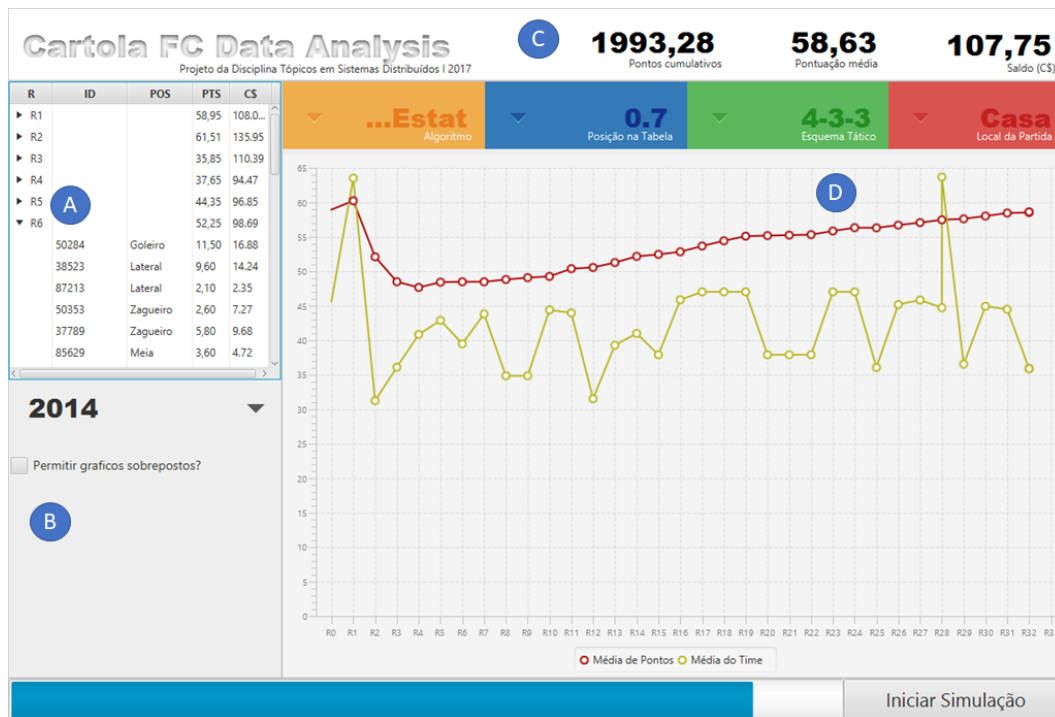 Cartola FC Data Analysis
Projeto da Disciplina Tópicos em Sistemas Distribuídos I 2017
C
1993,28
Pontos cumulativos
58,63
Pontuação média
107,75
Saldo (C$)
R ID POS PTS C$
R1 58,95 108.0...
R2 61,51 135.95
R3 35,85 110.39
R4 37,65 94.47
R5 44,35 96.85
R6 52,25 98.69
50284 Goleiro 11,50 16.88
38523 Lateral 9,60 14.24
87213 Lateral 2,10 2.35
50353 Zagueiro 2,60 7.27
37789 Zagueiro 5,80 9.68
85629 Meia 3,60 4.72
A
2014
Permitir graficos sobrepostos?
B
...Estat
Algoritmo
0.7
Posição na Tabela
4-3-3
Esquema Tático
Casa
Local da Partida
D
65
60
55
50
45
40
35
30
25
20
15
10
5
0
R0 R1 R2 R3 R4 R5 R6 R7 R8 R9 R10 R11 R12 R13 R14 R15 R16 R17 R18 R19 R20 R21 R22 R23 R24 R25 R26 R27 R28 R29 R30 R31 R32
Média de Pontos Média do Time
Iniciar Simulação